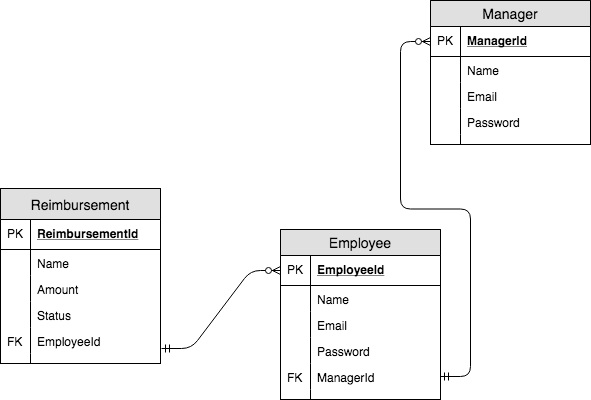 Manager
PK ManagerId
Name
Email
Password
Reimbursement
PK ReimbursementId
Name
Amount
Status
FK EmployeeId
Employee
PK EmployeeId
Name
Email
Password
FK ManagerId